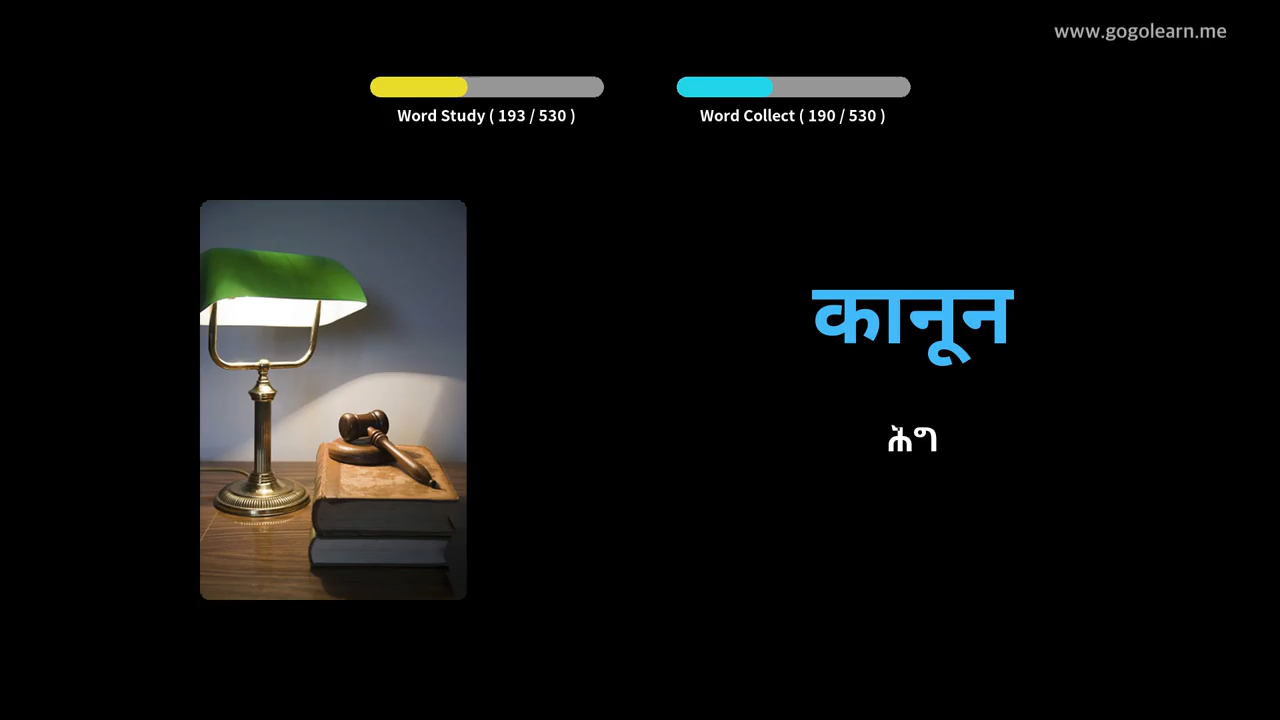 www.gogolearn.me
Word Study ( 193 / 530 )
Word Collect ( 190 / 530 )
कानून
ሕግ